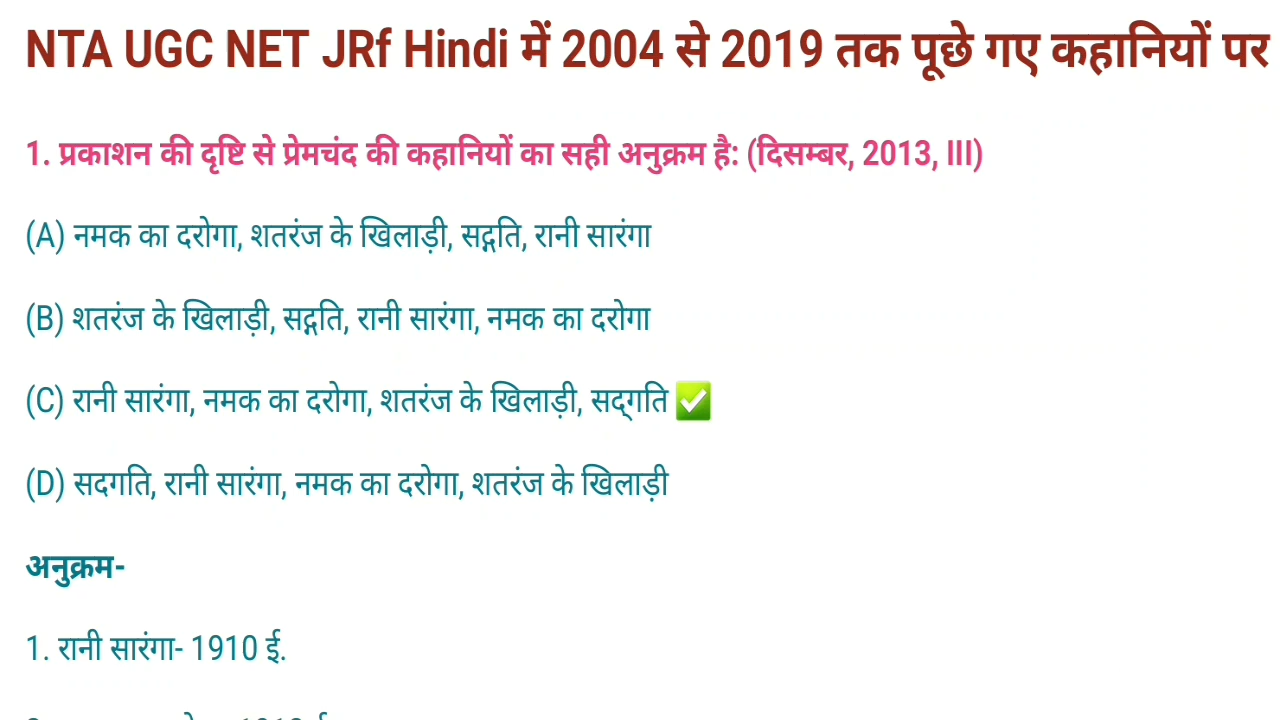 NTA UGC NET JRf Hindi में 2004 से 2019 तक पूछे गए कहानियों पर
1. प्रकाशन की दृष्टि से प्रेमचंद की कहानियों का सही अनुक्रम है: (दिसम्बर, 2013, III)
(A) नमक का दरोगा, शतरंज के खिलाड़ी, सद्गति, रानी सारंगा
(B) शतरंज के खिलाड़ी, सद्गति, रानी सारंगा, नमक का दरोगा
(C) रानी सारंगा, नमक का दरोगा, शतरंज के खिलाड़ी, सद्‌गति ✅
(D) सदगति, रानी सारंगा, नमक का दरोगा, शतरंज के खिलाड़ी
अनुक्रम-
1. रानी सारंगा- 1910 ई.